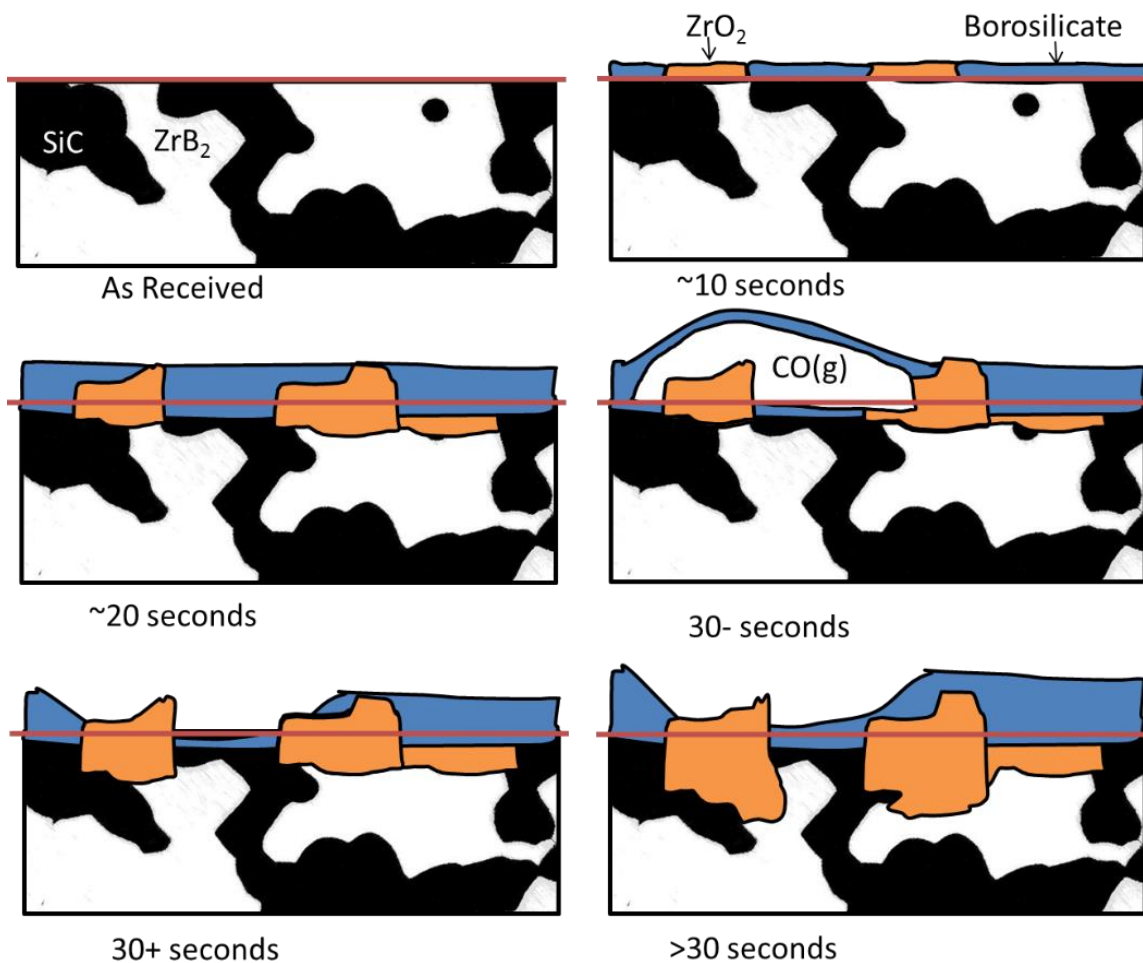 ZrO₂
Borosilicate
SiC
ZrB₂
As Received
~10 seconds
CO(g)
~20 seconds
30- seconds
30+ seconds
>30 seconds